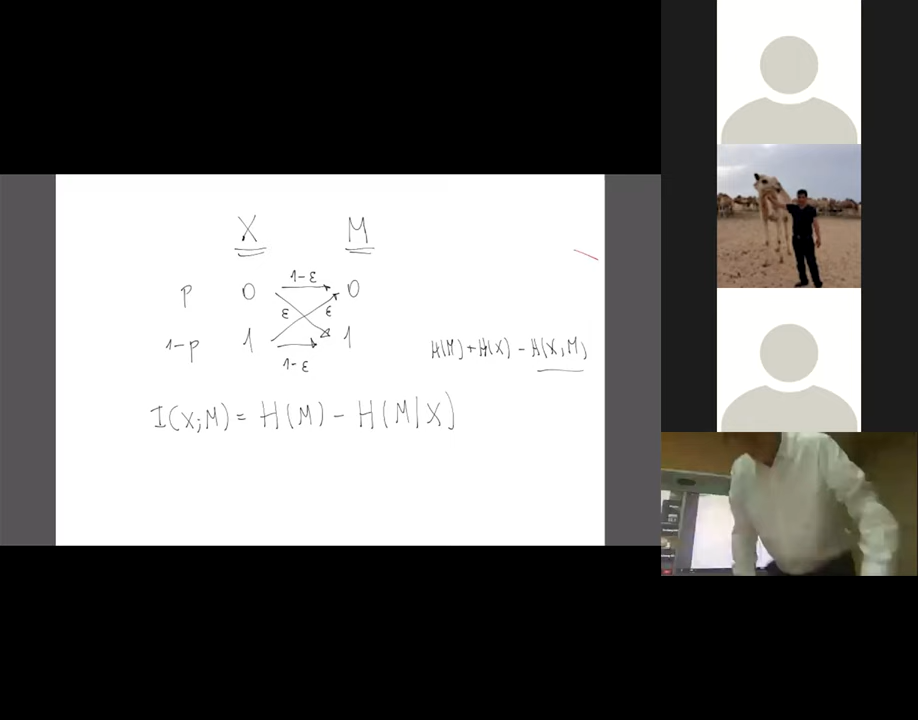 X M
1-ε
p 0 0
ε ε
1-p 1 1
1-ε
H(M)+H(X) - H(X,M)
I(X;M) = H(M) - H(M|X)